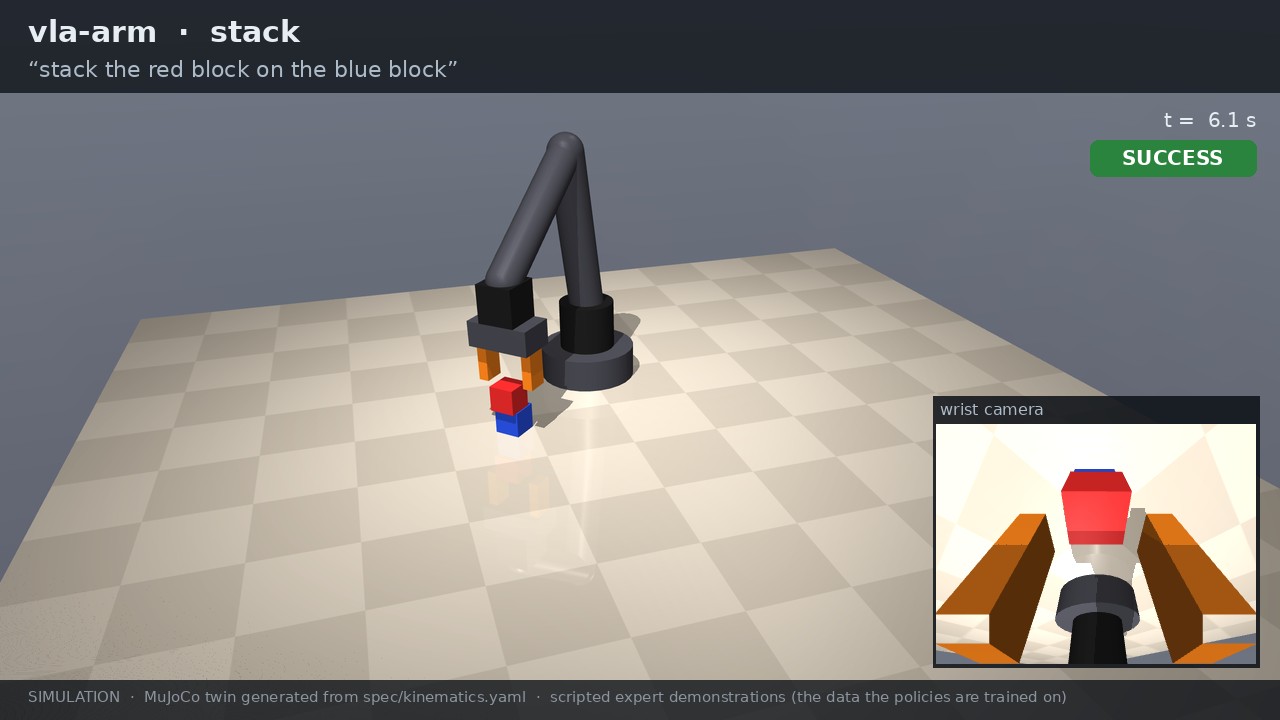 vla-arm · stack
“stack the red block on the blue block”
t = 6.1 s
SUCCESS
wrist camera
SIMULATION · MuJoCo twin generated from spec/kinematics.yaml · scripted expert demonstrations (the data the policies are trained on)